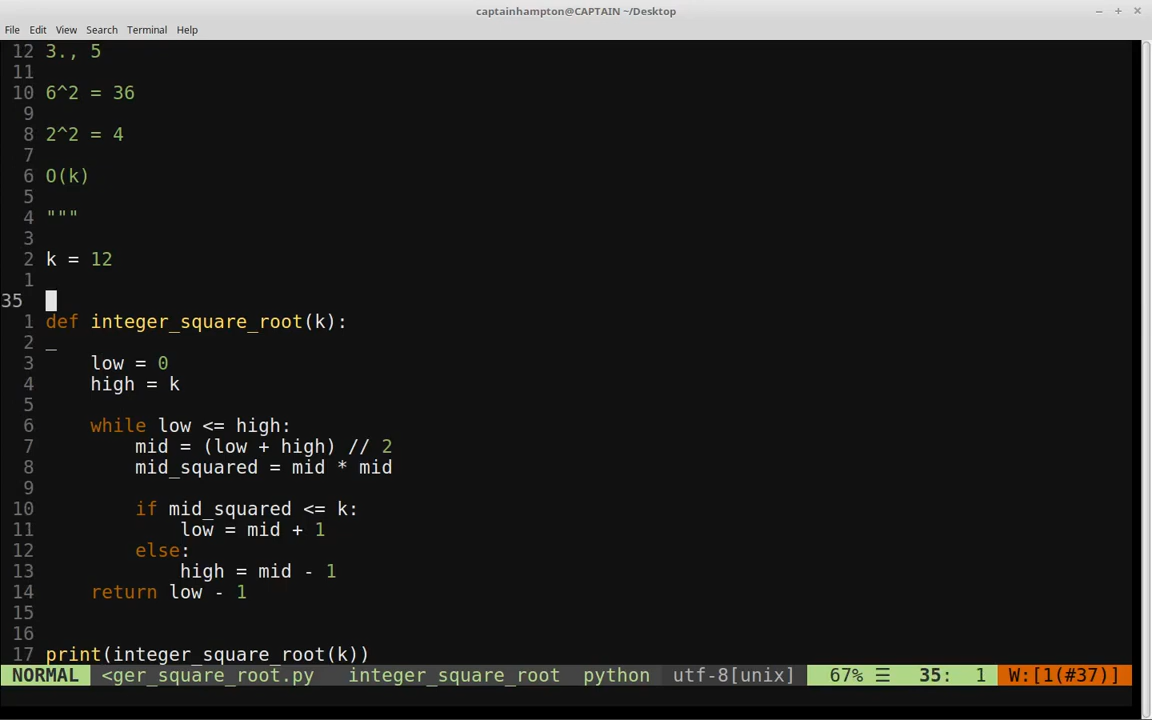 captainhampton@CAPTAIN ~/Desktop
File Edit View Search Terminal Help
12 3., 5
11
10 6^2 = 36
9
8 2^2 = 4
7
6 O(k)
5
4 """
3
2 k = 12
1
35
1 def integer_square_root(k):
2 _
3 low = 0
4 high = k
5
6 while low <= high:
7 mid = (low + high) // 2
8 mid_squared = mid * mid
9
10 if mid_squared <= k:
11 low = mid + 1
12 else:
13 high = mid - 1
14 return low - 1
15
16
17 print(integer_square_root(k))
NORMAL <ger_square_root.py integer_square_root python utf-8[unix] 67% ☰ 35: 1 W:[1(#37)]